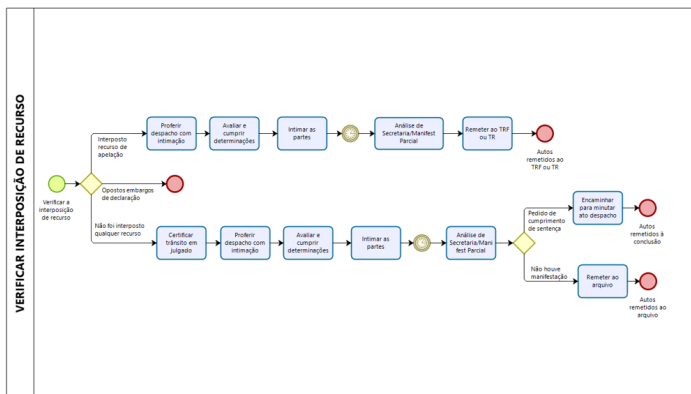 VERIFICAR INTERPOSIÇÃO DE RECURSO
Verificar a
interposição
de recurso
Interposto
recurso de
apelação
Proferir
despacho com
intimação
Avaliar e
cumprir
determinações
Intimar as
partes
Análise de
Secretaria/Manifest
Parcial
Remeter ao TRF
ou TR
Autos
remetidos ao
TRF ou TR
Opostos embargos
de declaração
Não foi interposto
qualquer recurso
Certificar
trânsito em
julgado
Proferir
despacho com
intimação
Avaliar e
cumprir
determinações
Intimar as
partes
Análise de
Secretaria/Mani
fest Parcial
Pedido de
cumprimento
de sentença
Encaminhar
para minutar
ato despacho
Autos
remetidos à
conclusão
Não houve
manifestação
Remeter ao
arquivo
Autos
remetidos ao
arquivo